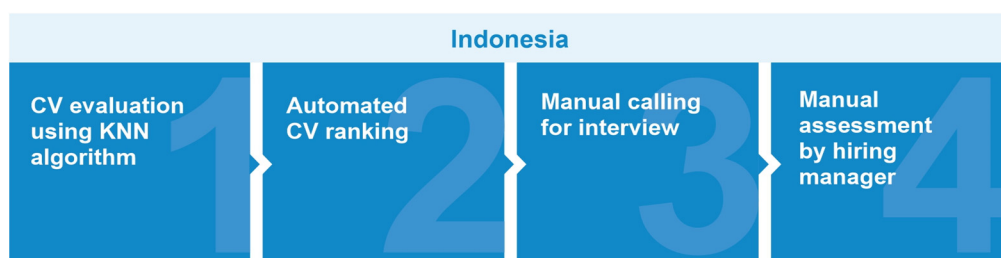 Indonesia
1
CV evaluation
using KNN
algorithm
2
Automated
CV ranking
3
Manual calling
for interview
4
Manual
assessment
by hiring
manager